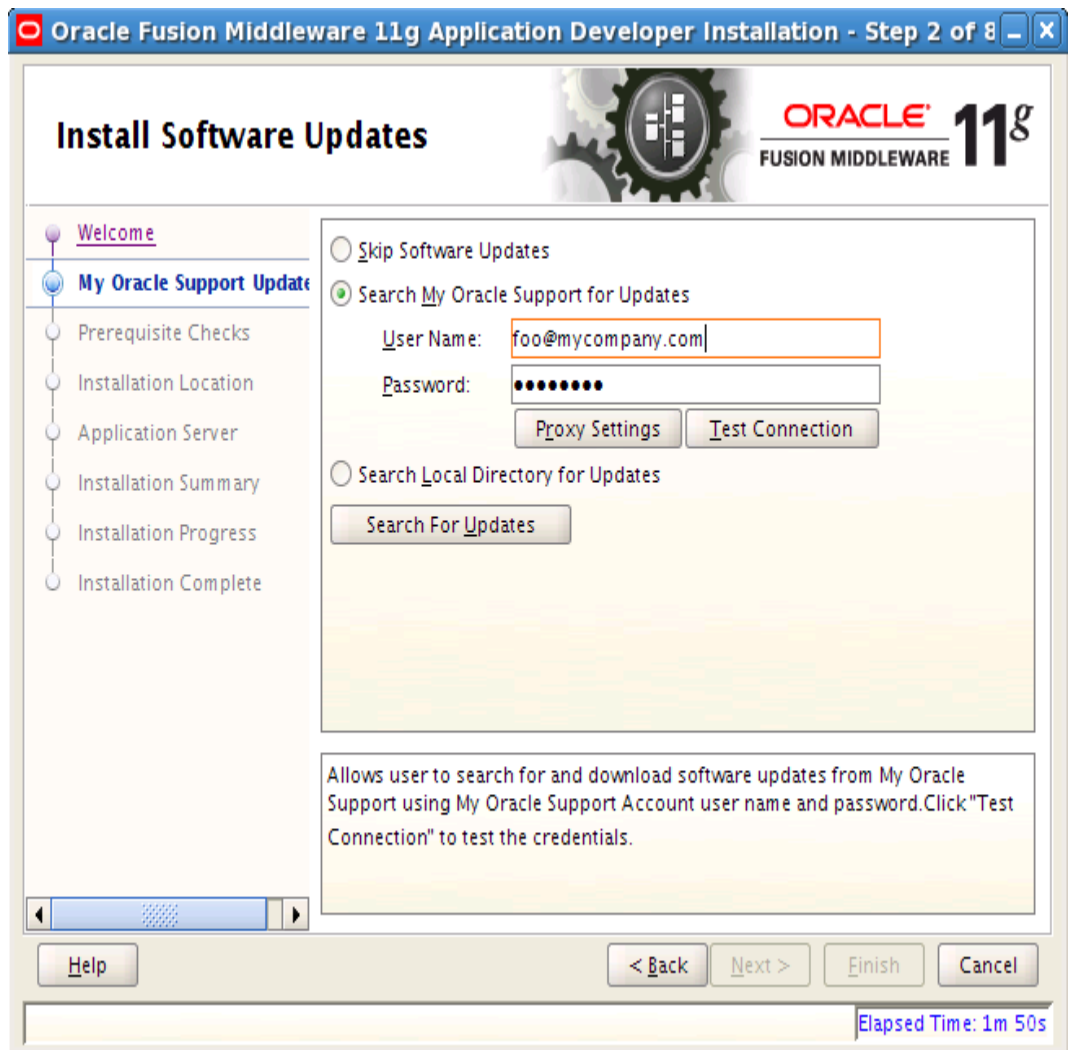 Oracle Fusion Middleware 11g Application Developer Installation - Step 2 of 8
Install Software Updates
ORACLE
FUSION MIDDLEWARE
11g
Welcome
My Oracle Support Update
Prerequisite Checks
Installation Location
Application Server
Installation Summary
Installation Progress
Installation Complete
Skip Software Updates
Search My Oracle Support for Updates
User Name: foo@mycompany.com
Password: ••••••••
Proxy Settings Test Connection
Search Local Directory for Updates
Search For Updates
Allows user to search for and download software updates from My Oracle
Support using My Oracle Support Account user name and password.Click "Test
Connection" to test the credentials.
Help < Back Next > Finish Cancel
Elapsed Time: 1m 50s